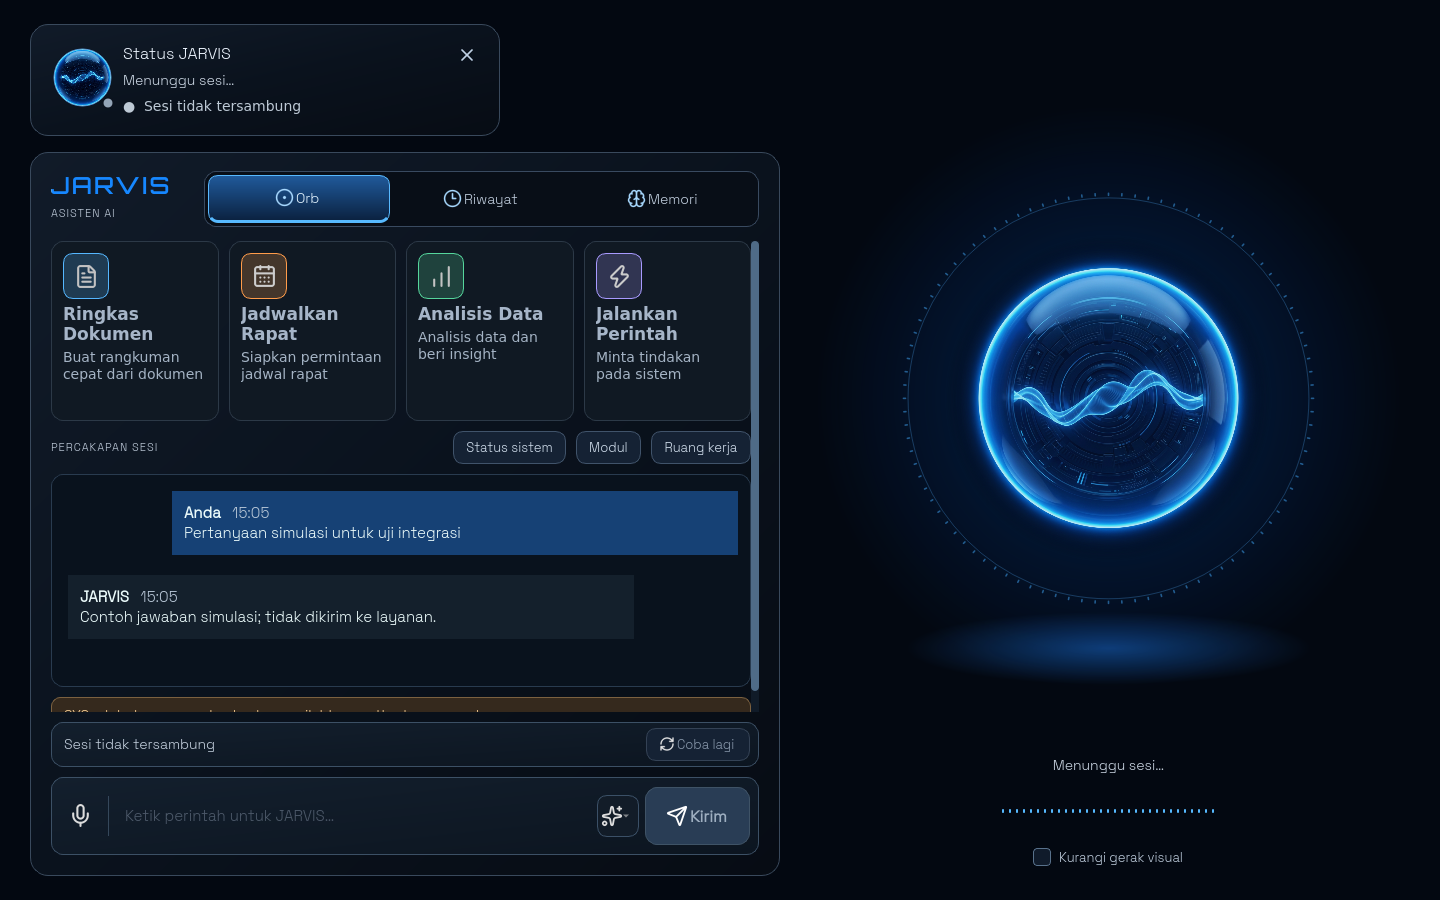 Status JARVIS
Menunggu sesi...
Sesi tidak tersambung
JARVIS
ASISTEN AI
Orb
Riwayat
Memori
Ringkas
Dokumen
Buat rangkuman
cepat dari dokumen
Jadwalkan
Rapat
Siapkan permintaan
jadwal rapat
Analisis Data
Analisis data dan
beri insight
Jalankan
Perintah
Minta tindakan
pada sistem
PERCAKAPAN SESI
Status sistem
Modul
Ruang kerja
Anda 15:05
Pertanyaan simulasi untuk uji integrasi
JARVIS 15:05
Contoh jawaban simulasi; tidak dikirim ke layanan.
Sesi tidak tersambung
Coba lagi
Ketik perintah untuk JARVIS...
Kirim
Menunggu sesi...
Kurangi gerak visual